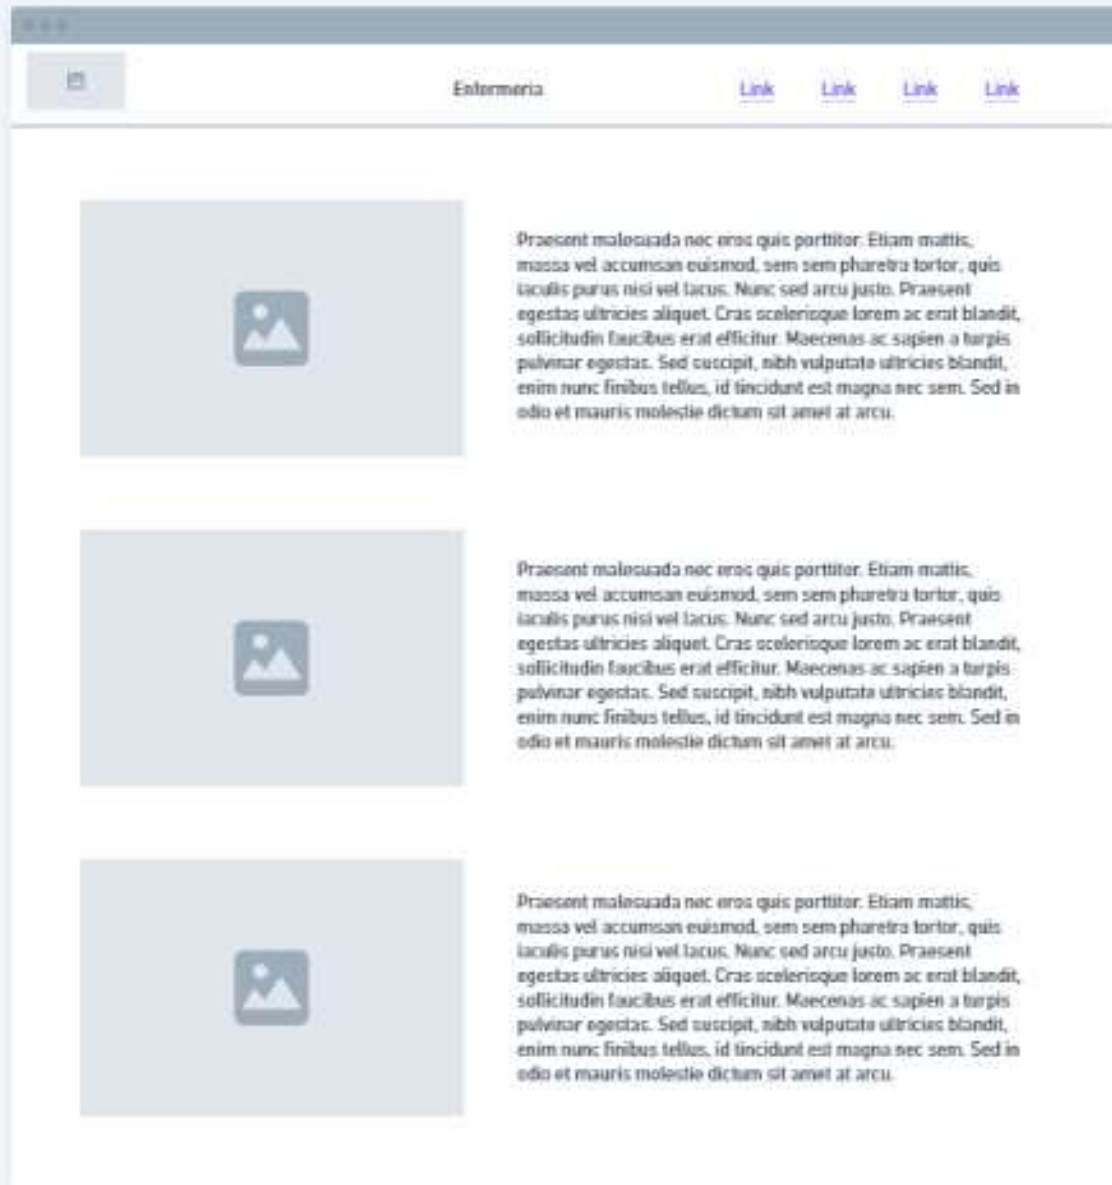 Enfermeria
Link Link Link Link
Praesent malesuada nec eros quis porttitor. Etiam mattis,
massa vel accumsan euismod, sem sem pharetra tortor, quis
iaculis purus nisi vel lacus. Nunc sed arcu justo. Praesent
egestas ultricies aliquet. Cras scelerisque lorem ac erat blandit,
sollicitudin faucibus erat efficitur. Maecenas ac sapien a turpis
pulvinar egestas. Sed suscipit, nibh vulputate ultricies blandit,
enim nunc finibus tellus, id tincidunt est magna nec sem. Sed in
odio et mauris molestie dictum sit amet at arcu.
Praesent malesuada nec eros quis porttitor. Etiam mattis,
massa vel accumsan euismod, sem sem pharetra tortor, quis
iaculis purus nisi vel lacus. Nunc sed arcu justo. Praesent
egestas ultricies aliquet. Cras scelerisque lorem ac erat blandit,
sollicitudin faucibus erat efficitur. Maecenas ac sapien a turpis
pulvinar egestas. Sed suscipit, nibh vulputate ultricies blandit,
enim nunc finibus tellus, id tincidunt est magna nec sem. Sed in
odio et mauris molestie dictum sit amet at arcu.
Praesent malesuada nec eros quis porttitor. Etiam mattis,
massa vel accumsan euismod, sem sem pharetra tortor, quis
iaculis purus nisi vel lacus. Nunc sed arcu justo. Praesent
egestas ultricies aliquet. Cras scelerisque lorem ac erat blandit,
sollicitudin faucibus erat efficitur. Maecenas ac sapien a turpis
pulvinar egestas. Sed suscipit, nibh vulputate ultricies blandit,
enim nunc finibus tellus, id tincidunt est magna nec sem. Sed in
odio et mauris molestie dictum sit amet at arcu.